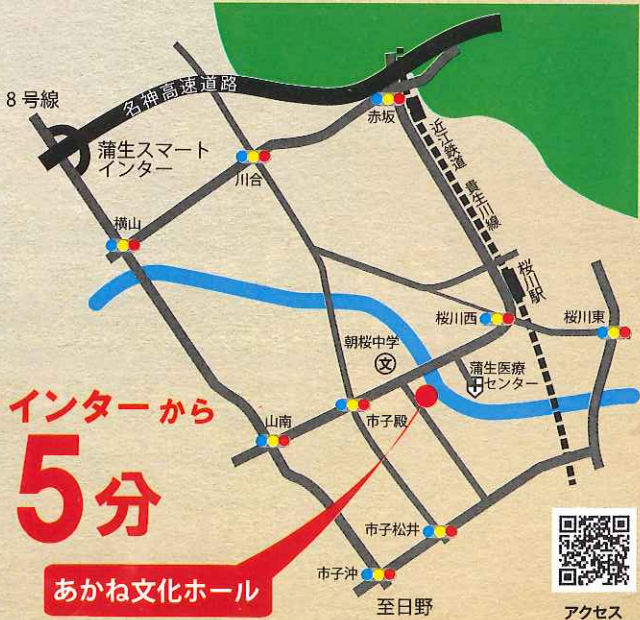 8号線
名神高速道路
蒲生スマート
インター
赤坂
川合
近江鉄道 貴生川線
横山
桜川駅
桜川西
桜川東
朝桜中学
文
蒲生医療
センター
インターから
5分
山南
市子殿
市子松井
あかね文化ホール
市子沖
至日野
アクセス